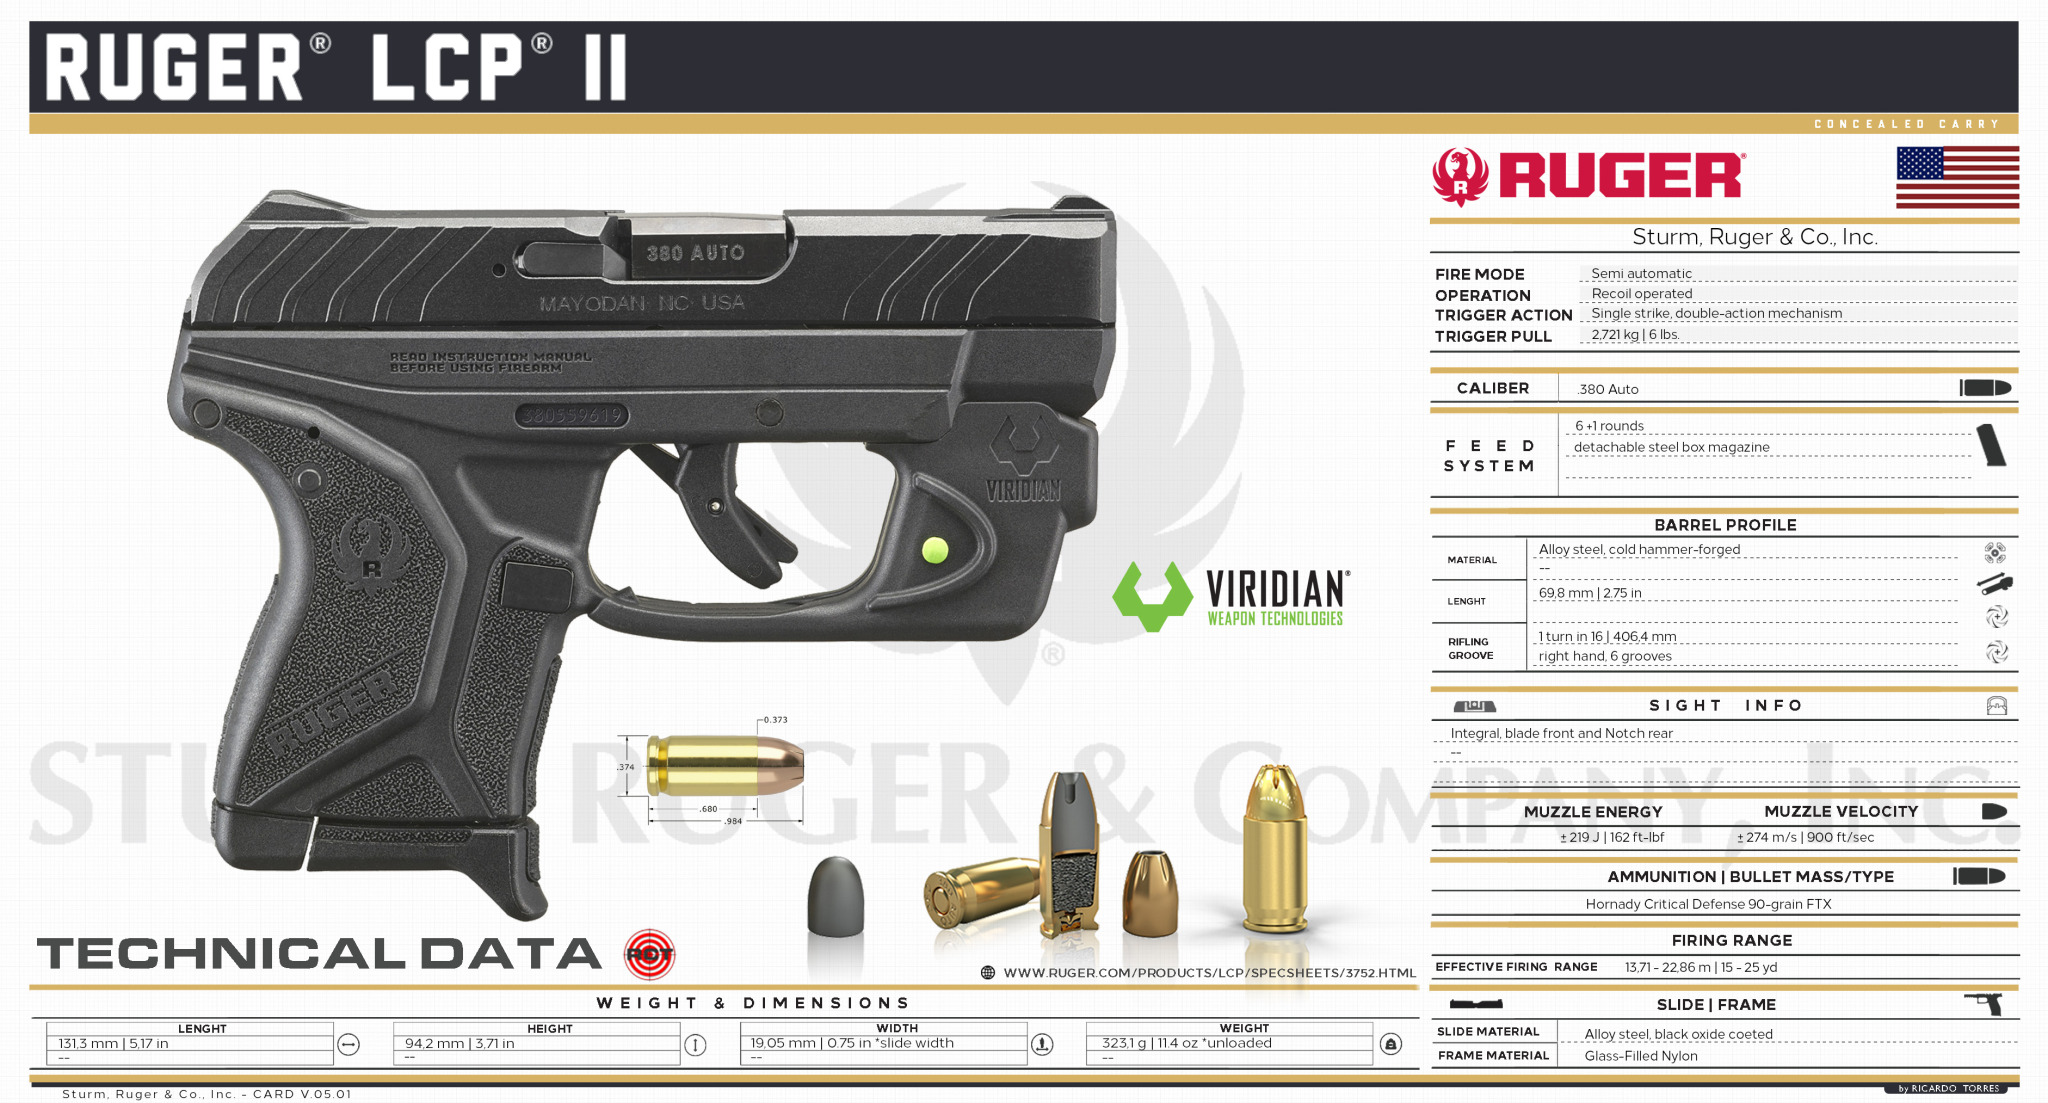 RUGER® LCP® II
CONCEALED CARRY
380 AUTO
MAYODAN· NC· USA
READ INSTRUCTION MANUAL
BEFORE USING FIREARM
380559619
VIRIDIAN
R
RUGER
VIRIDIAN®
WEAPON TECHNOLOGIES
®
STURM, RUGER & COMPANY, INC.
0.373
.374
.680
.984
TECHNICAL DATA
RDT
WWW.RUGER.COM/PRODUCTS/LCP/SPECSHEETS/3752.HTML
WEIGHT & DIMENSIONS
LENGHT
131,3 mm | 5,17 in
--
HEIGHT
94,2 mm | 3,71 in
--
WIDTH
19,05 mm | 0.75 in *slide width
--
WEIGHT
323,1 g | 11.4 oz *unloaded
--
Sturm, Ruger & Co., Inc. - CARD V.05.01
R
RUGER®
Sturm, Ruger & Co., Inc.
FIRE MODE Semi automatic
OPERATION Recoil operated
TRIGGER ACTION Single strike, double-action mechanism
TRIGGER PULL 2,721 kg | 6 lbs.
CALIBER .380 Auto
FEED SYSTEM
6 +1 rounds
detachable steel box magazine
BARREL PROFILE
MATERIAL Alloy steel, cold hammer-forged
--
LENGHT 69,8 mm | 2.75 in
RIFLING GROOVE
1 turn in 16 | 406,4 mm
right hand, 6 grooves
SIGHT INFO
Integral, blade front and Notch rear
--
MUZZLE ENERGY MUZZLE VELOCITY
± 219 J | 162 ft-lbf ± 274 m/s | 900 ft/sec
AMMUNITION | BULLET MASS/TYPE
Hornady Critical Defense 90-grain FTX
FIRING RANGE
EFFECTIVE FIRING RANGE 13,71 - 22,86 m | 15 - 25 yd
SLIDE | FRAME
SLIDE MATERIAL Alloy steel, black oxide coeted
FRAME MATERIAL Glass-Filled Nylon
by RICARDO TORRES